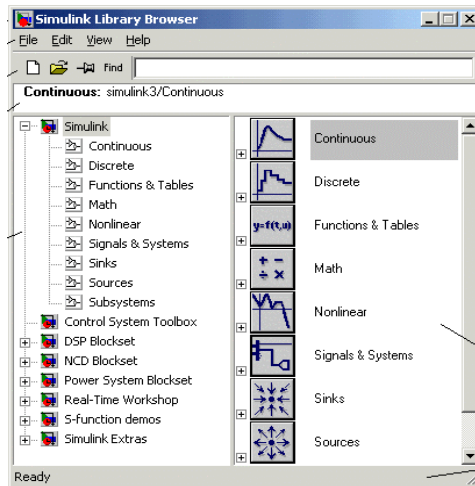 Simulink Library Browser
File Edit View Help
Find
Continuous: simulink3/Continuous
Simulink
Continuous
Discrete
Functions & Tables
Math
Nonlinear
Signals & Systems
Sinks
Sources
Subsystems
Control System Toolbox
DSP Blockset
NCD Blockset
Power System Blockset
Real-Time Workshop
S-function demos
Simulink Extras
Continuous
Discrete
y=f(t,u) Functions & Tables
+ − ÷ × Math
Nonlinear
Signals & Systems
Sinks
Sources
Ready